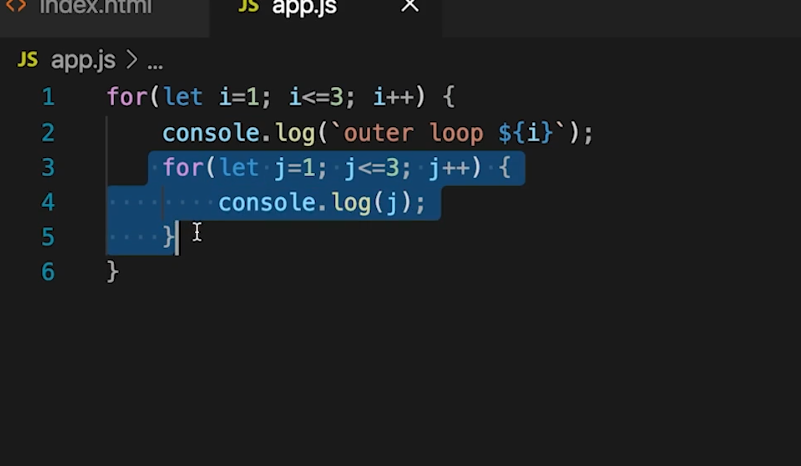 <> index.html JS app.js ×
JS app.js > ...
1 for(let i=1; i<=3; i++) {
2     console.log(`outer loop ${i}`);
3     for(let j=1; j<=3; j++) {
4         console.log(j);
5     }
6 }